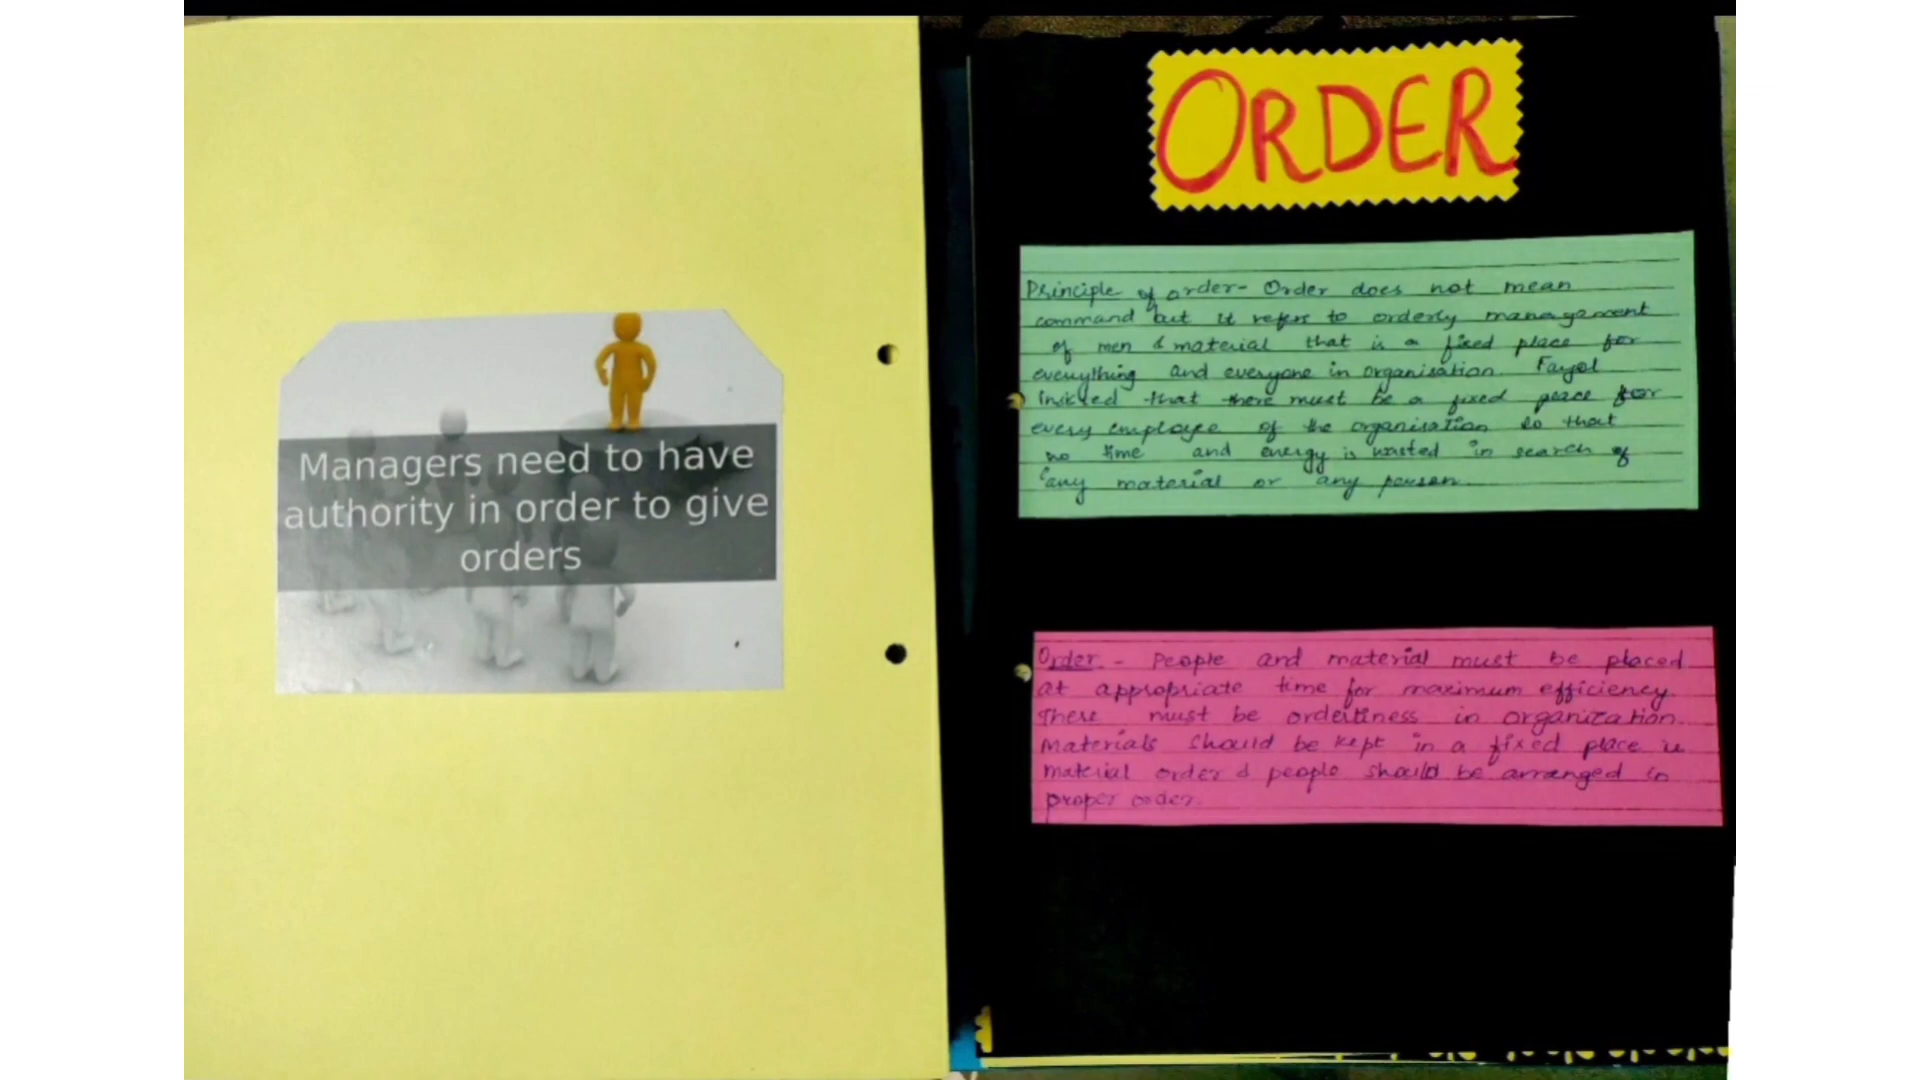 Managers need to have
authority in order to give
orders
ORDER
Principle of order- Order does not mean
command but it refers to orderly management
of men & material that is a fixed place for
everything and everyone in organisation. Fayol
insisted that there must be a fixed place for
every employee of the organisation so that
no time and energy is wasted in search of
any material or any person.
Order - People and material must be placed
at appropriate time for maximum efficiency.
There must be orderliness in organization.
Materials should be kept in a fixed place ie
material order & people should be arranged in
proper order.